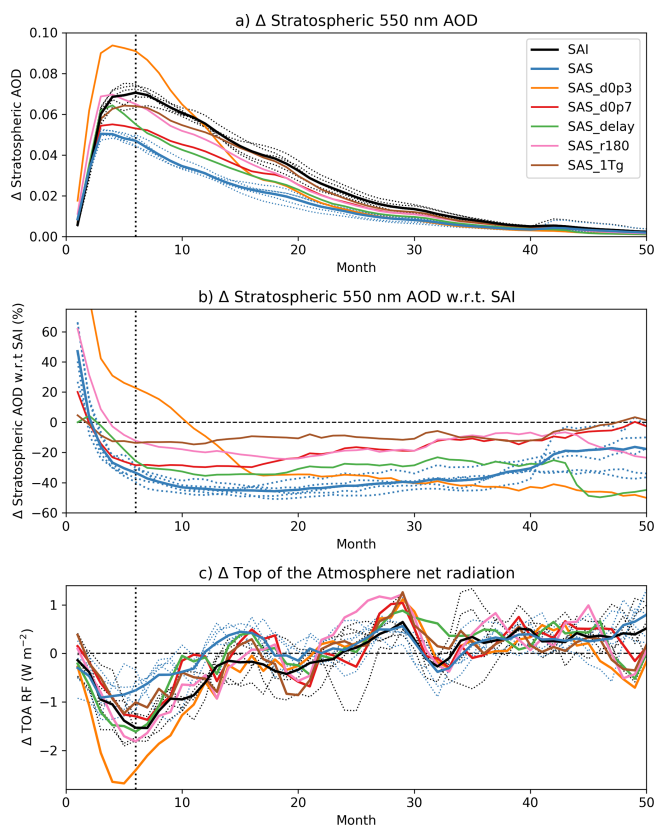 a) Δ Stratospheric 550 nm AOD
Δ Stratospheric AOD
0.10
0.08
0.06
0.04
0.02
0.00
SAI
SAS
SAS_d0p3
SAS_d0p7
SAS_delay
SAS_r180
SAS_1Tg
0 10 20 30 40 50
Month
b) Δ Stratospheric 550 nm AOD w.r.t. SAI
Δ Stratospheric AOD w.r.t SAI (%)
60
40
20
0
−20
−40
−60
0 10 20 30 40 50
Month
c) Δ Top of the Atmosphere net radiation
Δ TOA RF (W m⁻²)
1
0
−1
−2
0 10 20 30 40 50
Month